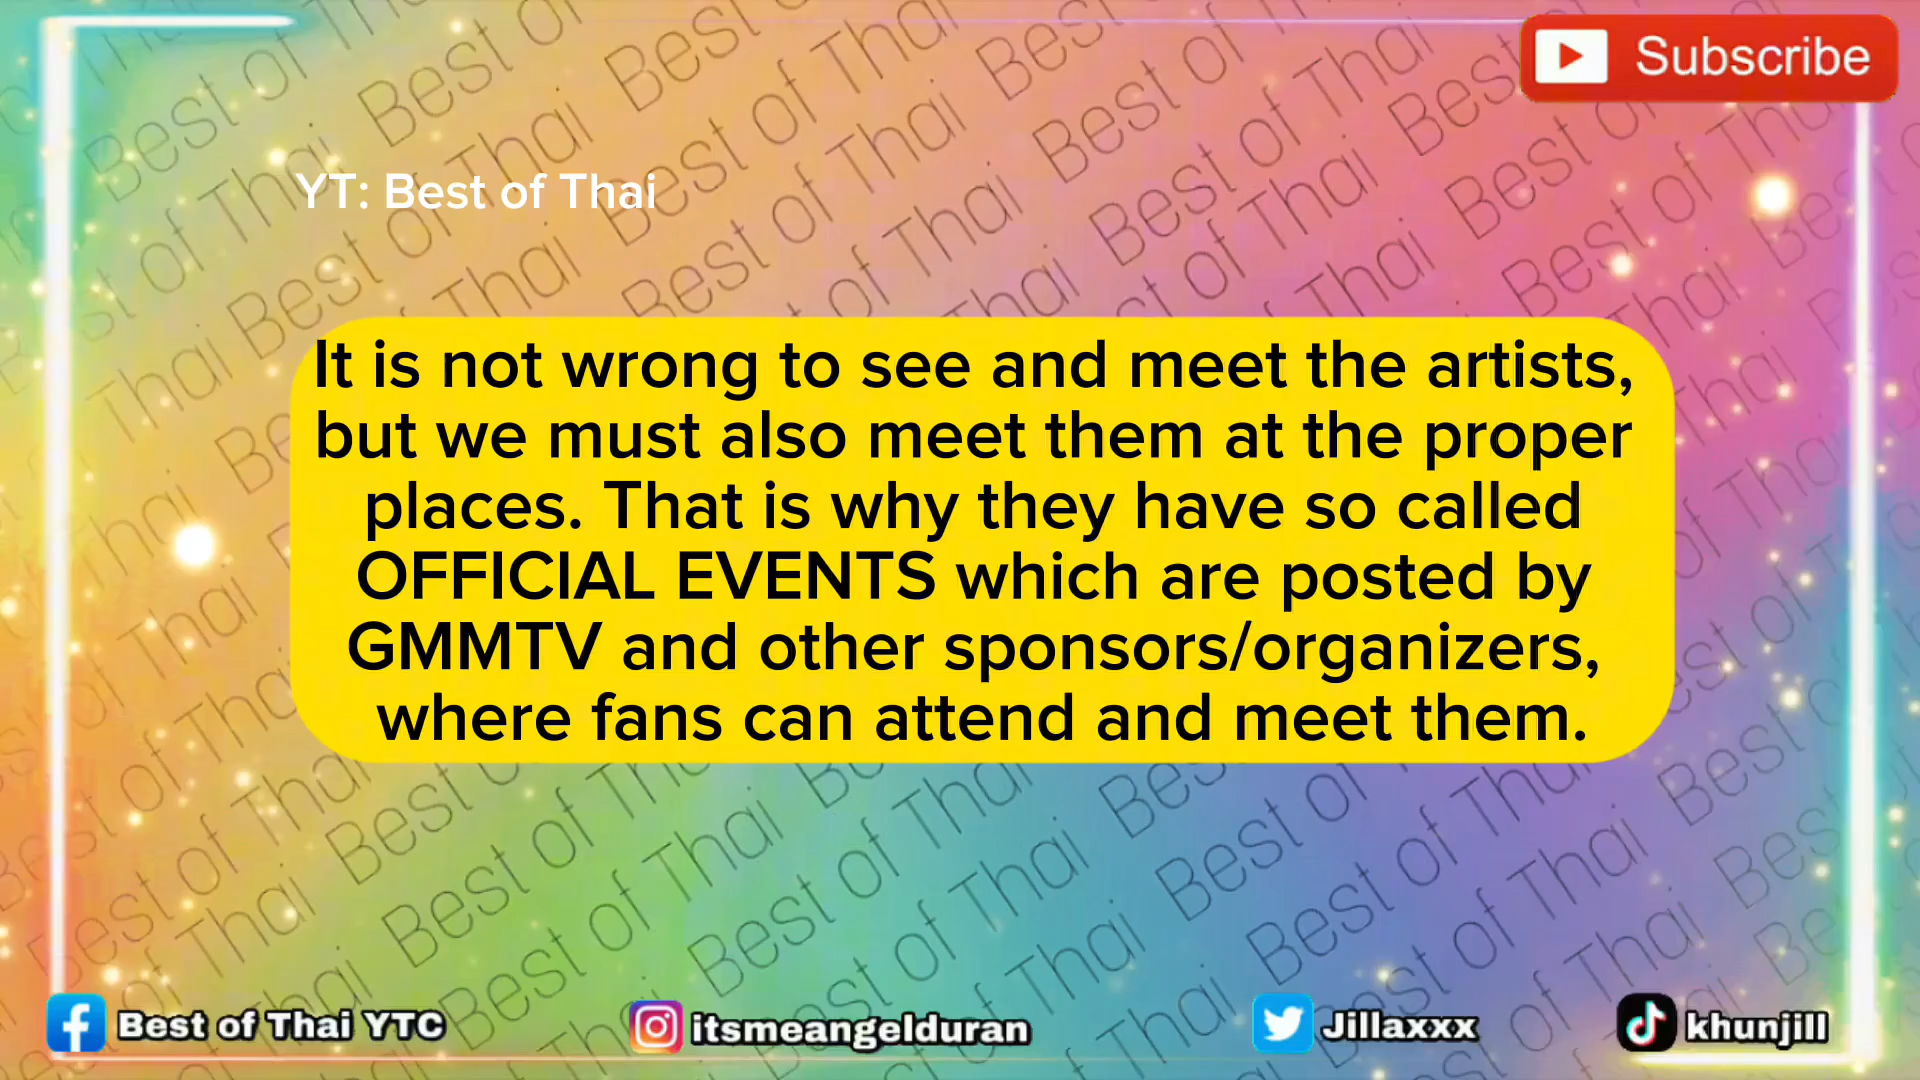 Subscribe
YT: Best of Thai
It is not wrong to see and meet the artists,
but we must also meet them at the proper
places. That is why they have so called
OFFICIAL EVENTS which are posted by
GMMTV and other sponsors/organizers,
where fans can attend and meet them.
Best of Thai YTC
itsmeangelduran
Jillaxxx
khunjill
Best of Thai